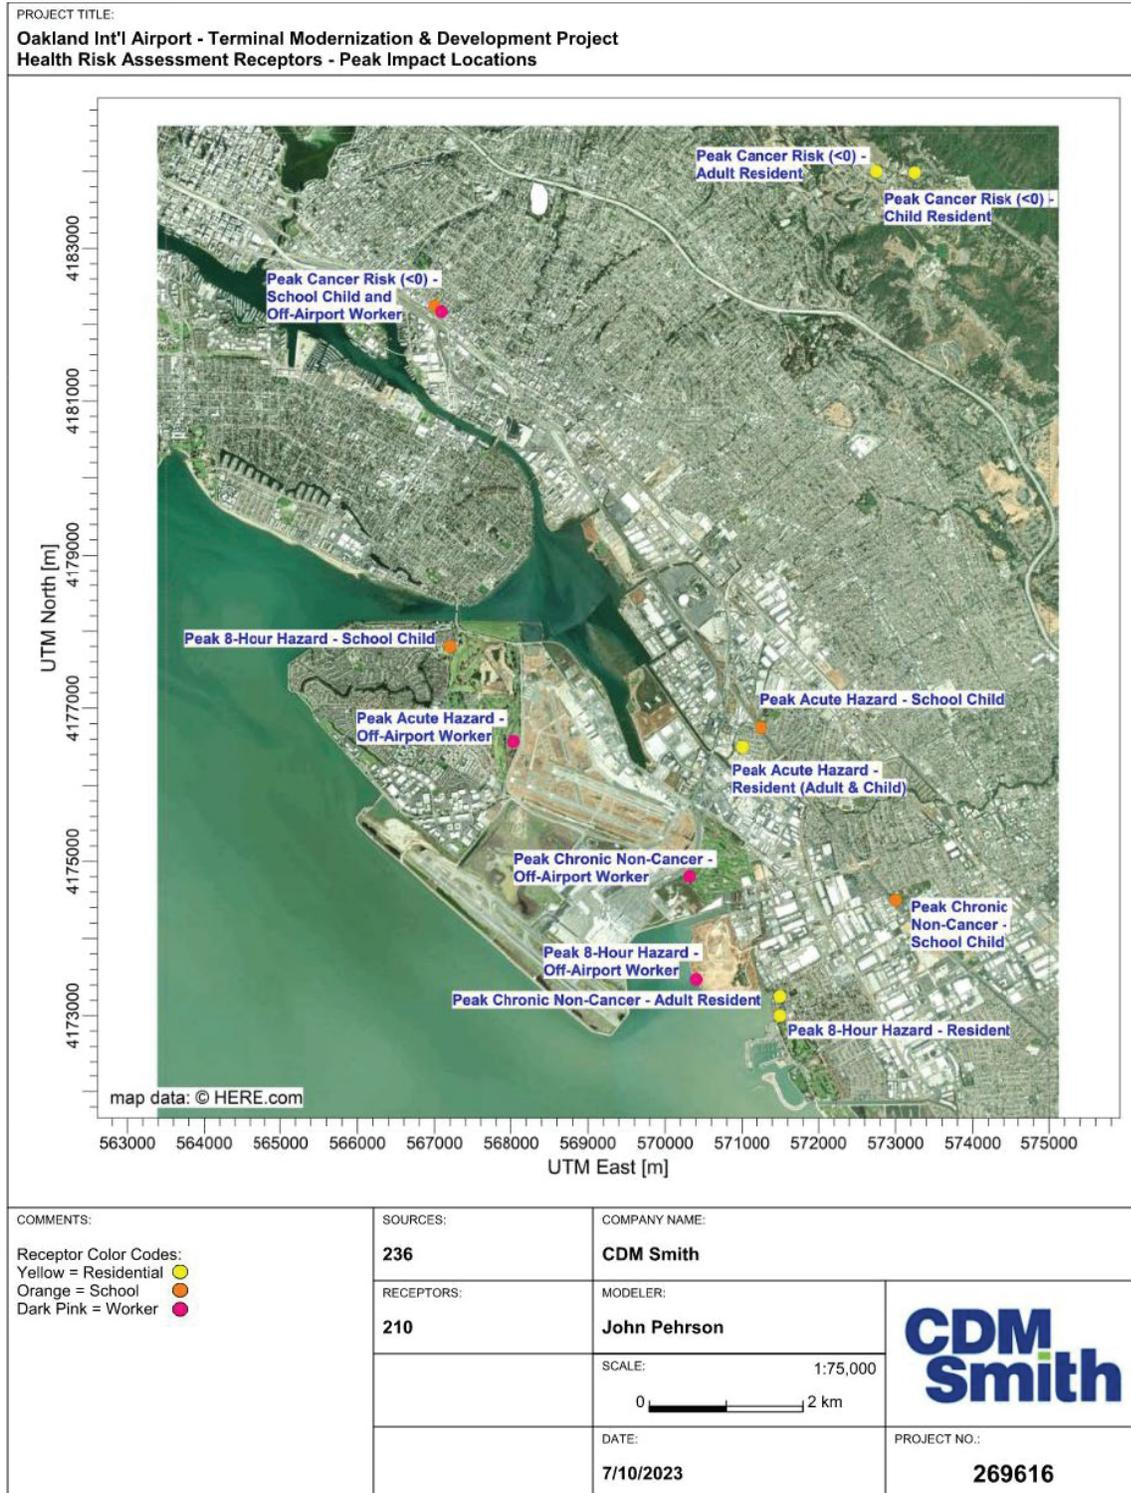 PROJECT TITLE:
Oakland Int'l Airport - Terminal Modernization & Development Project
Health Risk Assessment Receptors - Peak Impact Locations
Peak Cancer Risk (<0) -
Adult Resident
Peak Cancer Risk (<0) -
Child Resident
Peak Cancer Risk (<0) -
School Child and
Off-Airport Worker
Peak 8-Hour Hazard - School Child
Peak Acute Hazard -
Off-Airport Worker
Peak Acute Hazard - School Child
Peak Acute Hazard -
Resident (Adult & Child)
Peak Chronic Non-Cancer -
Off-Airport Worker
Peak Chronic
Non-Cancer -
School Child
Peak 8-Hour Hazard -
Off-Airport Worker
Peak Chronic Non-Cancer - Adult Resident
Peak 8-Hour Hazard - Resident
map data: © HERE.com
UTM North [m]
4183000
4181000
4179000
4177000
4175000
4173000
563000 564000 565000 566000 567000 568000 569000 570000 571000 572000 573000 574000 575000
UTM East [m]
COMMENTS:
Receptor Color Codes:
Yellow = Residential
Orange = School
Dark Pink = Worker
SOURCES:
236
RECEPTORS:
210
COMPANY NAME:
CDM Smith
MODELER:
John Pehrson
SCALE: 1:75,000
0 2 km
DATE:
7/10/2023
CDM
Smith
PROJECT NO.:
269616